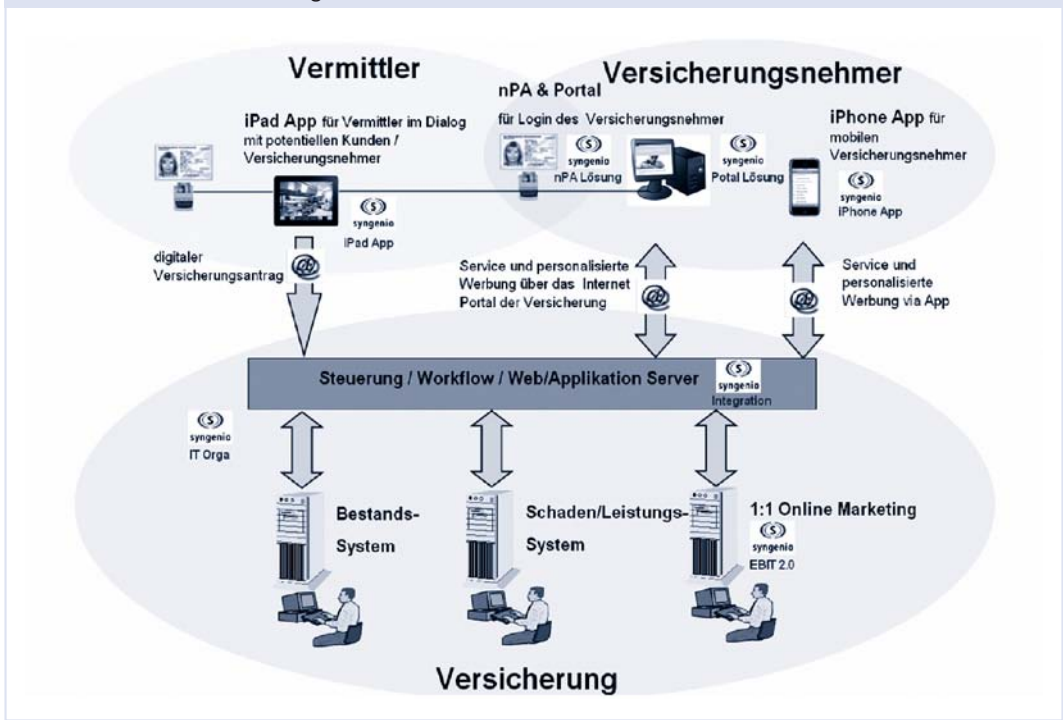 Vermittler
Versicherungsnehmer
nPA & Portal
für Login des Versicherungsnehmer
iPad App für Vermittler im Dialog
mit potentiellen Kunden /
Versicherungsnehmer
iPhone App für
mobilen
Versicherungsnehmer
syngenio
nPA Lösung
syngenio
Potal Lösung
syngenio
iPhone App
syngenio
iPad App
digitaler
Versicherungsantrag
Service und personalisierte
Werbung über das Internet
Portal der Versicherung
Service und
personalisierte
Werbung via App
Steuerung / Workflow / Web/Applikation Server
syngenio
Integration
syngenio
IT Orga
Bestands-
System
Schaden/Leistungs-
System
1:1 Online Marketing
syngenio
EBIT 2.0
Versicherung